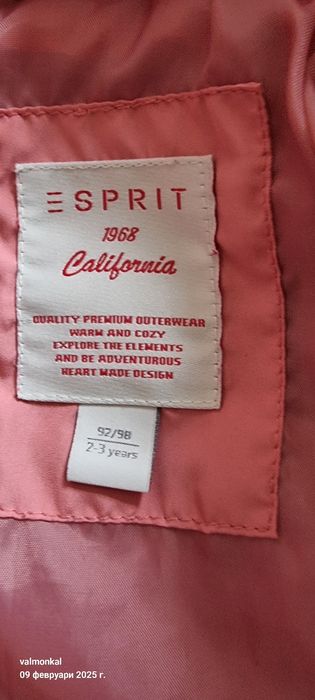 ESPRIT
1968
California
QUALITY PREMIUM OUTERWEAR
WARM AND COZY
EXPLORE THE ELEMENTS
AND BE ADVENTUROUS
HEART MADE DESIGN
92/98
2-3 years
valmonkal
09 февруари 2025 г.